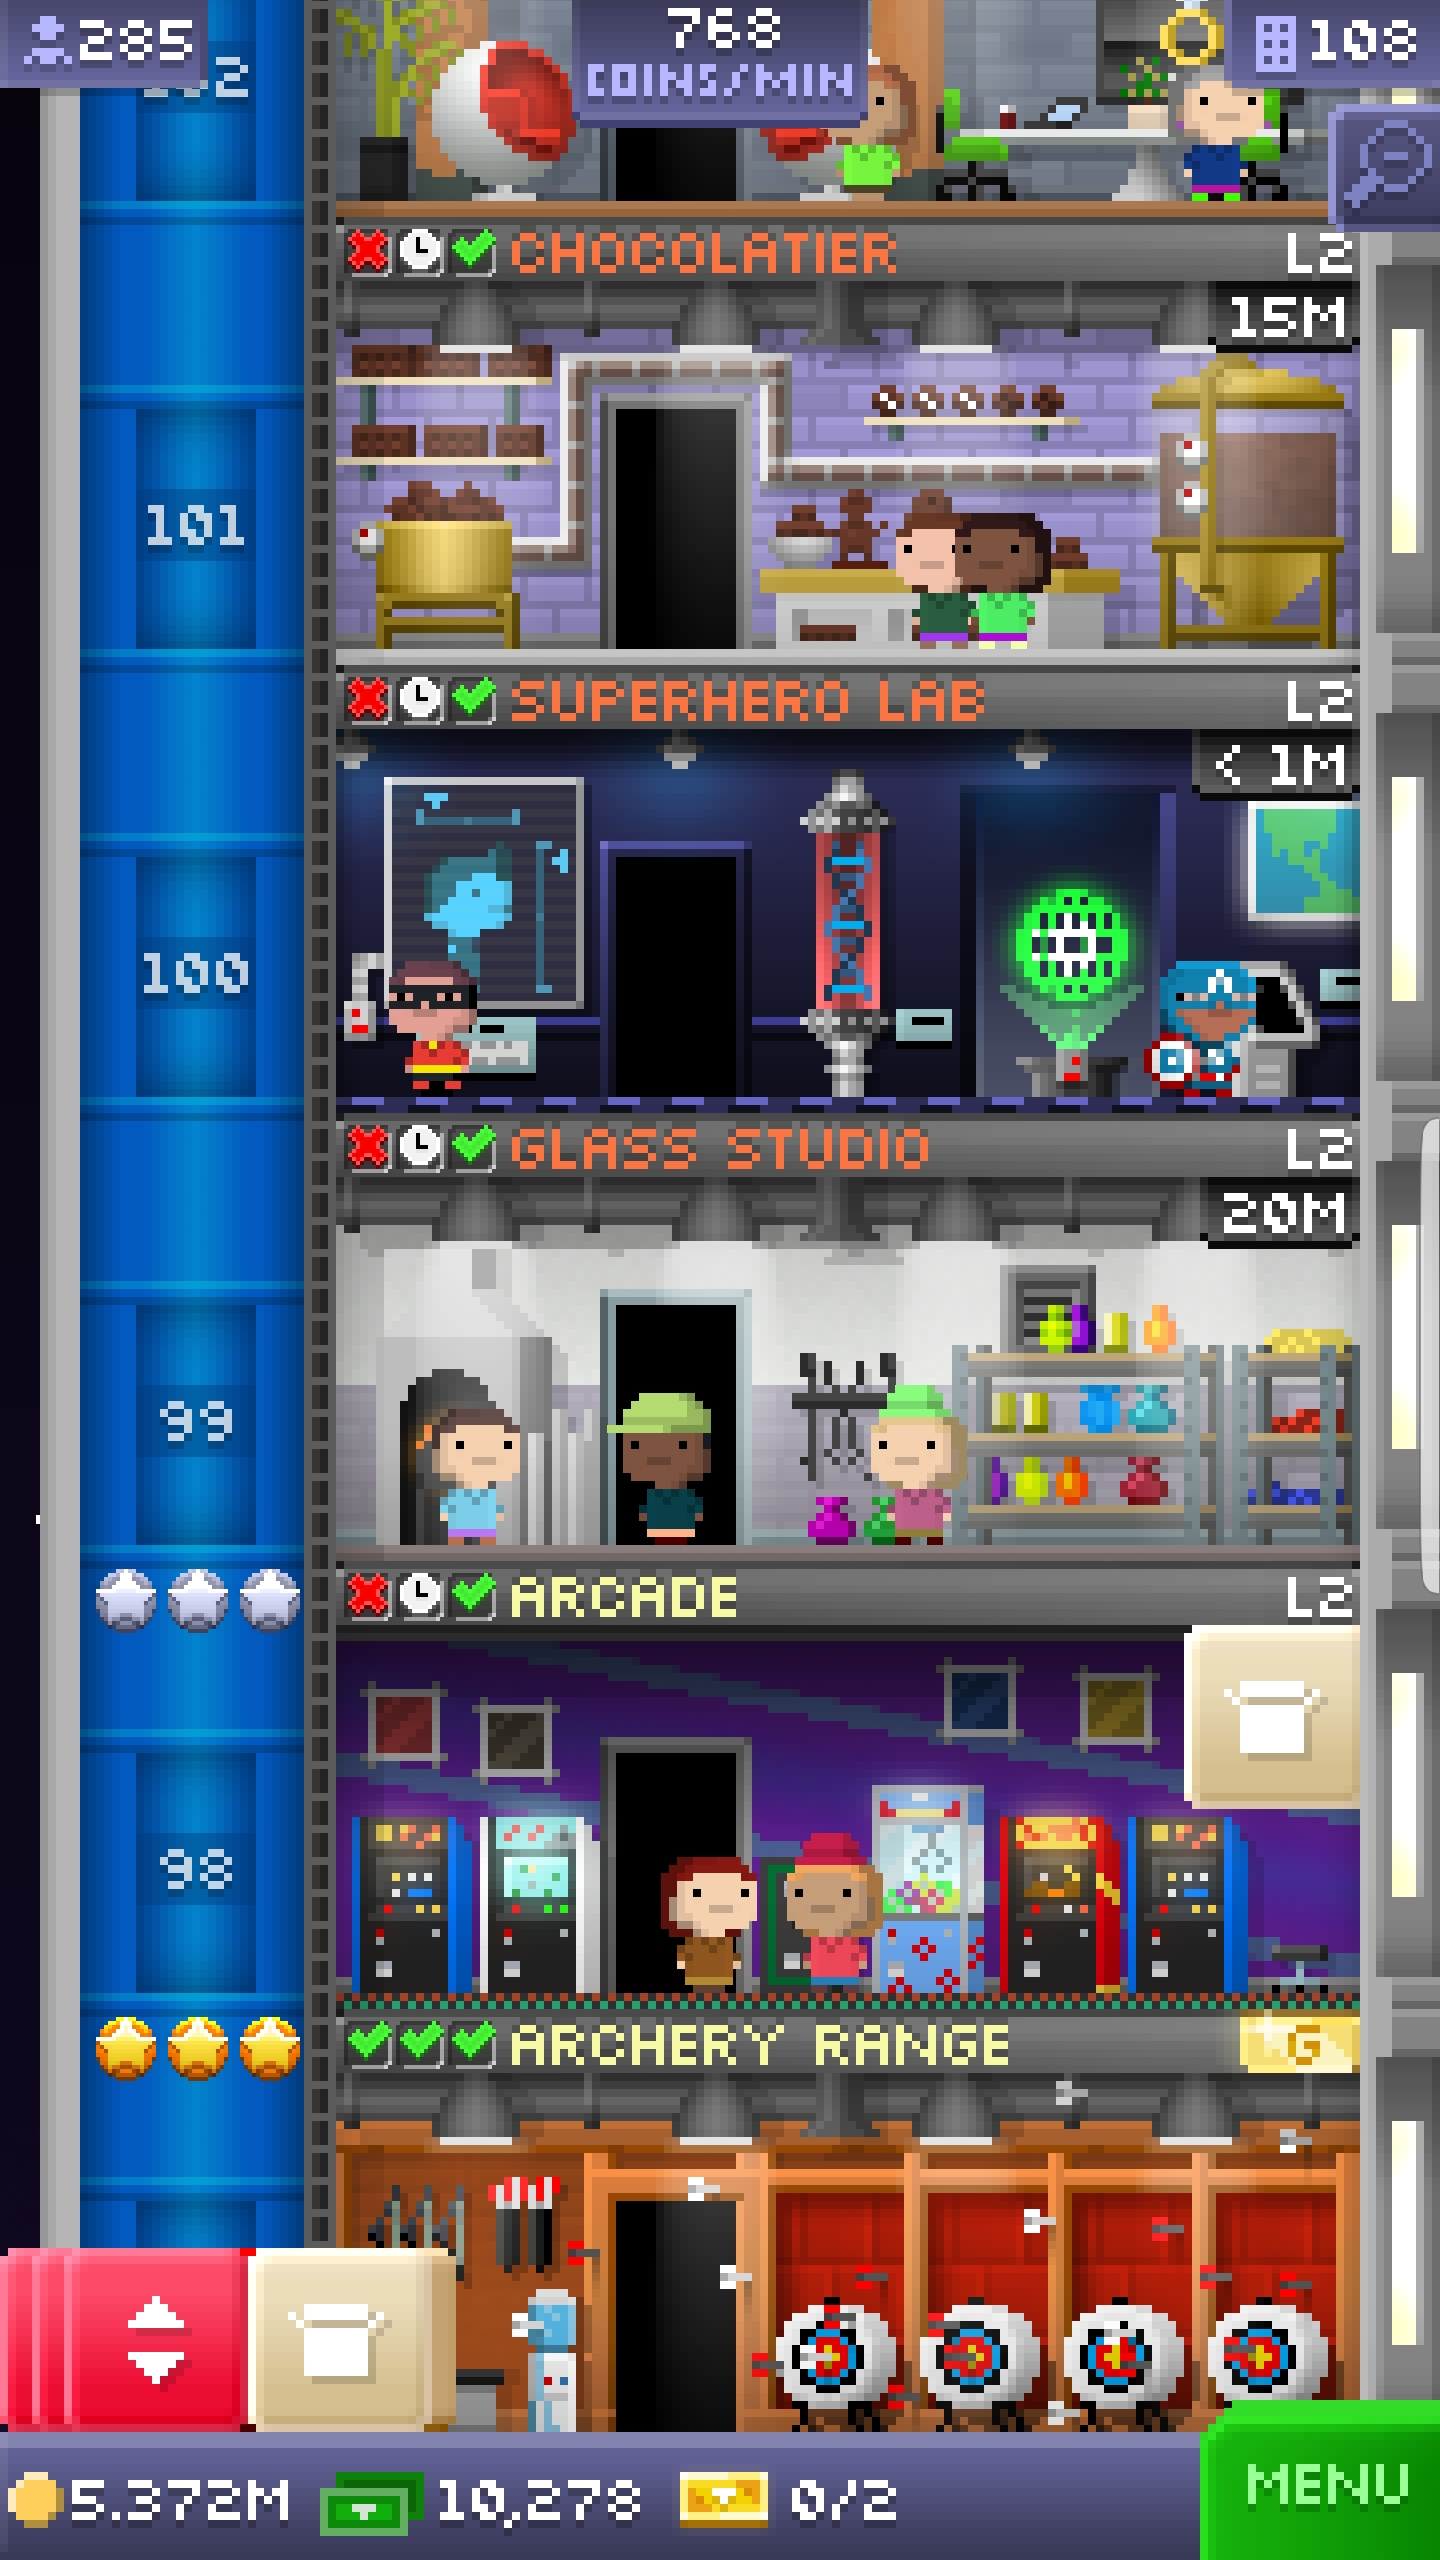 285
768
COINS/MIN
108
CHOCOLATIER L2
15M
101
SUPERHERO LAB L2
< 1M
100
GLASS STUDIO L2
20M
99
ARCADE L2
98
ARCHERY RANGE G
5.372M 10,278 0/2
MENU